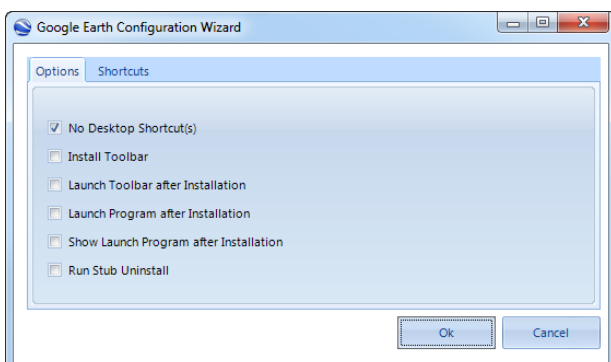 Google Earth Configuration Wizard
Options Shortcuts
No Desktop Shortcut(s)
Install Toolbar
Launch Toolbar after Installation
Launch Program after Installation
Show Launch Program after Installation
Run Stub Uninstall
Ok Cancel